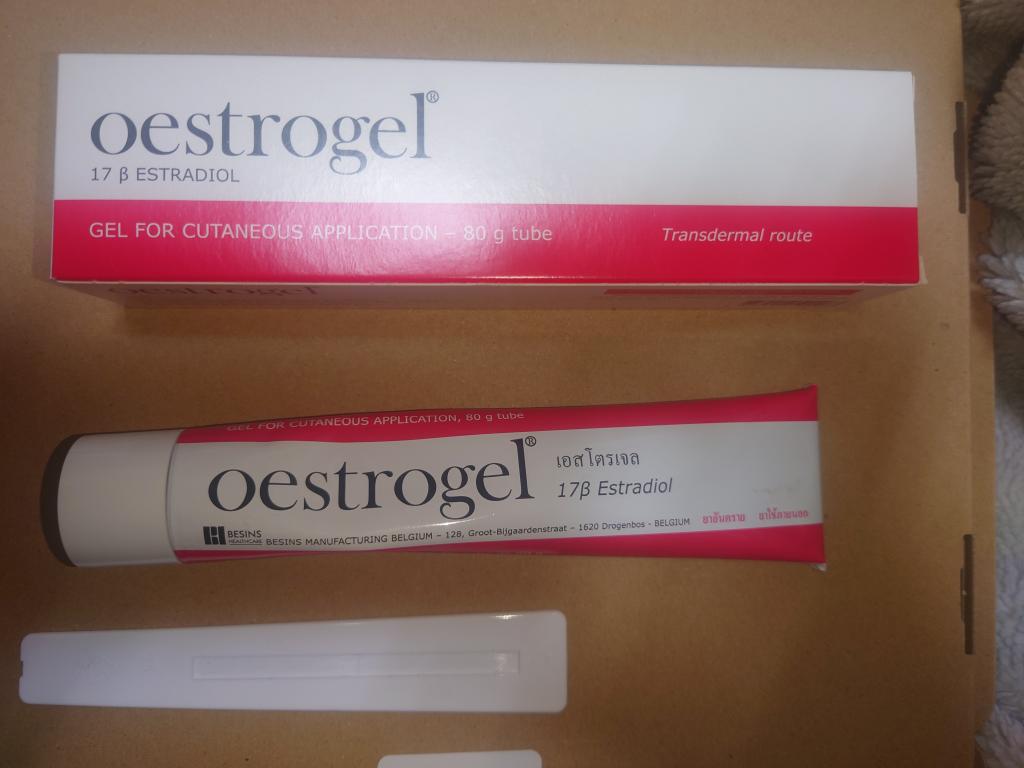 oestrogel®
17 β ESTRADIOL
GEL FOR CUTANEOUS APPLICATION – 80 g tube
Transdermal route
oestrogel
GEL FOR CUTANEOUS APPLICATION, 80 g tube
oestrogel®
เอสโตรเจล
17β Estradiol
BESINS
HEALTHCARE
BESINS MANUFACTURING BELGIUM – 128, Groot-Bijgaardenstraat – 1620 Drogenbos - BELGIUM
ยาอันตราย ยาใช้ภายนอก